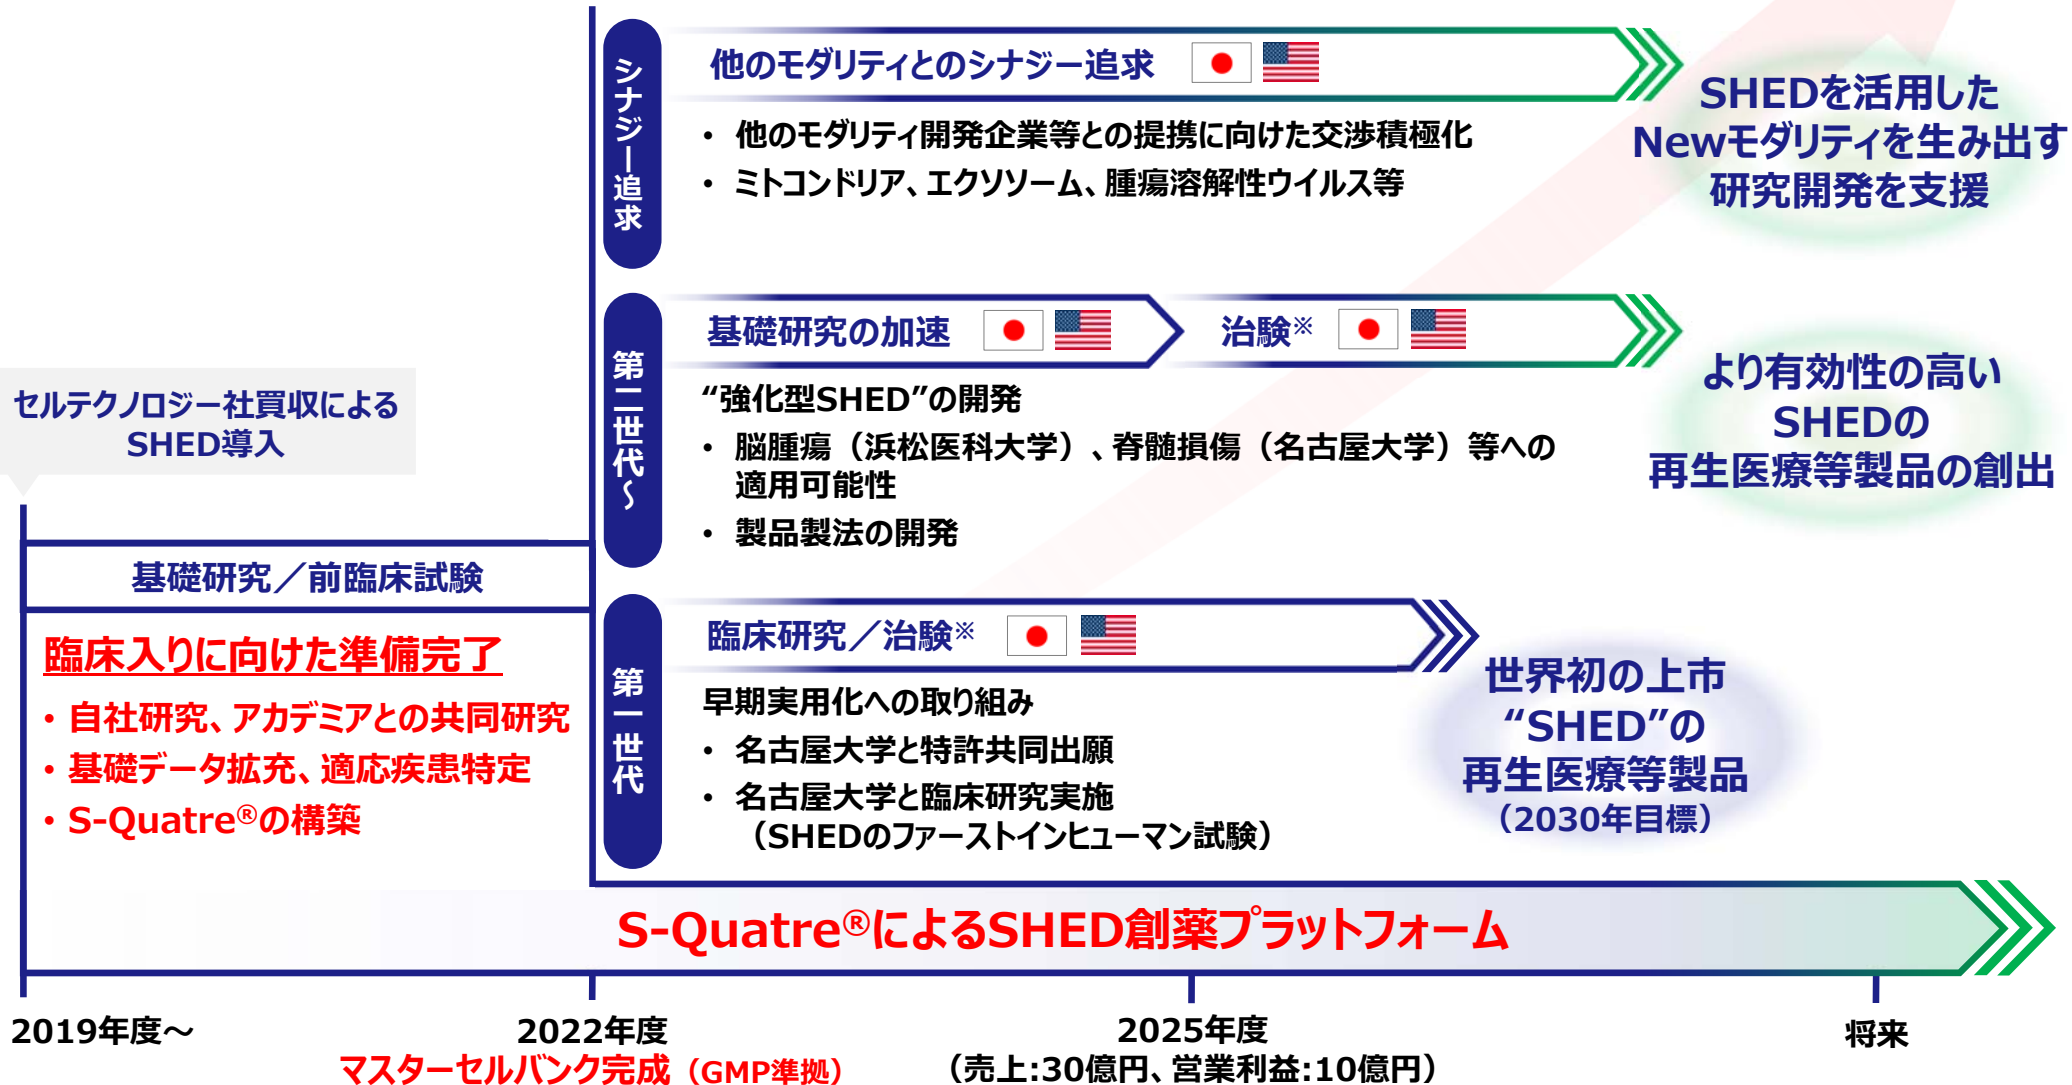 シナジー追求
他のモダリティとのシナジー追求
・ 他のモダリティ開発企業等との提携に向けた交渉積極化
・ ミトコンドリア、エクソソーム、腫瘍溶解性ウイルス等
SHEDを活用した
Newモダリティを生み出す
研究開発を支援
第二世代～
基礎研究の加速
治験※
“強化型SHED”の開発
・ 脳腫瘍（浜松医科大学）、脊髄損傷（名古屋大学）等への
適用可能性
・ 製品製法の開発
より有効性の高い
SHEDの
再生医療等製品の創出
セルテクノロジー社買収による
SHED導入
基礎研究／前臨床試験
臨床入りに向けた準備完了
・自社研究、アカデミアとの共同研究
・基礎データ拡充、適応疾患特定
・S-Quatre®の構築
第一世代
臨床研究／治験※
早期実用化への取り組み
・ 名古屋大学と特許共同出願
・ 名古屋大学と臨床研究実施
（SHEDのファーストインヒューマン試験）
世界初の上市
“SHED”の
再生医療等製品
（2030年目標）
S-Quatre®によるSHED創薬プラットフォーム
2019年度～
2022年度
マスターセルバンク完成（GMP準拠）
2025年度
（売上:30億円、営業利益:10億円）
将来